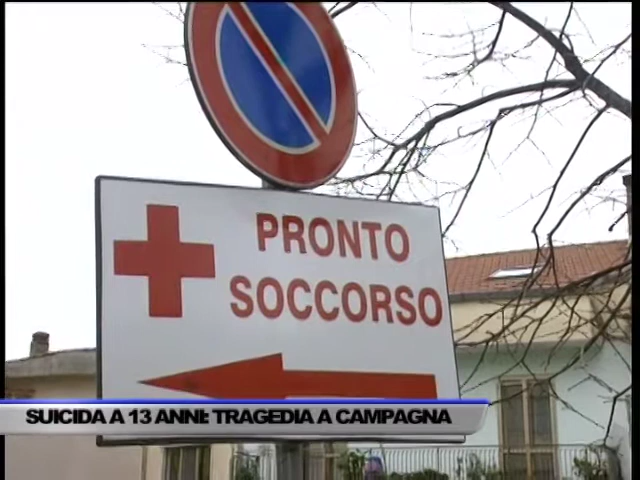 PRONTO
SOCCORSO
SUICIDA A 13 ANNI: TRAGEDIA A CAMPAGNA